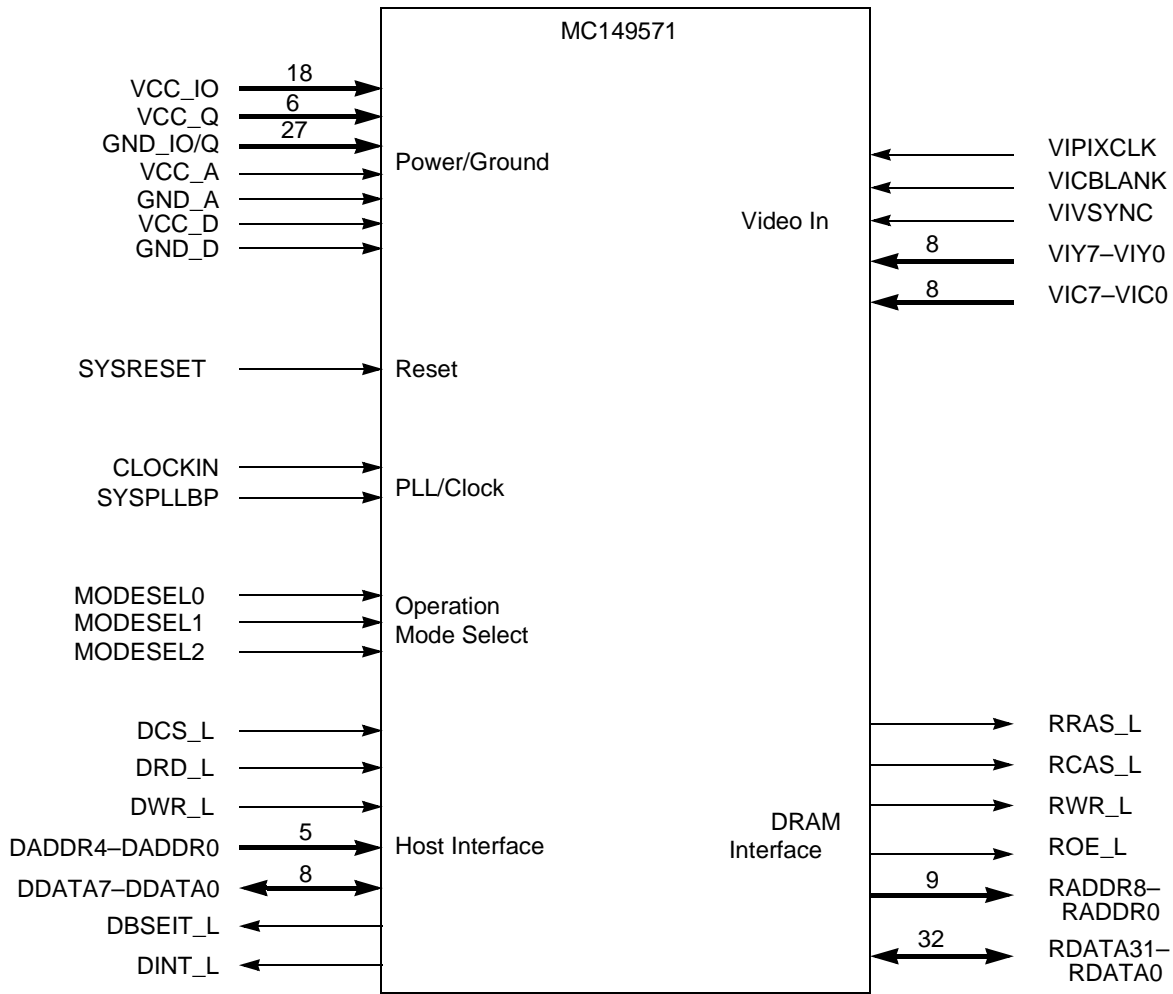 MC149571
VCC_IO 18
VCC_Q 6
GND_IO/Q 27
VCC_A
GND_A
VCC_D
GND_D
Power/Ground
SYSRESET
Reset
CLOCKIN
SYSPLLBP
PLL/Clock
MODESEL0
MODESEL1
MODESEL2
Operation
Mode Select
DCS_L
DRD_L
DWR_L
DADDR4–DADDR0 5
DDATA7–DDATA0 8
DBSEIT_L
DINT_L
Host Interface
Video In
VIPIXCLK
VICBLANK
VIVSYNC
8 VIY7–VIY0
8 VIC7–VIC0
DRAM
Interface
RRAS_L
RCAS_L
RWR_L
ROE_L
9 RADDR8–
RADDR0
32 RDATA31–
RDATA0